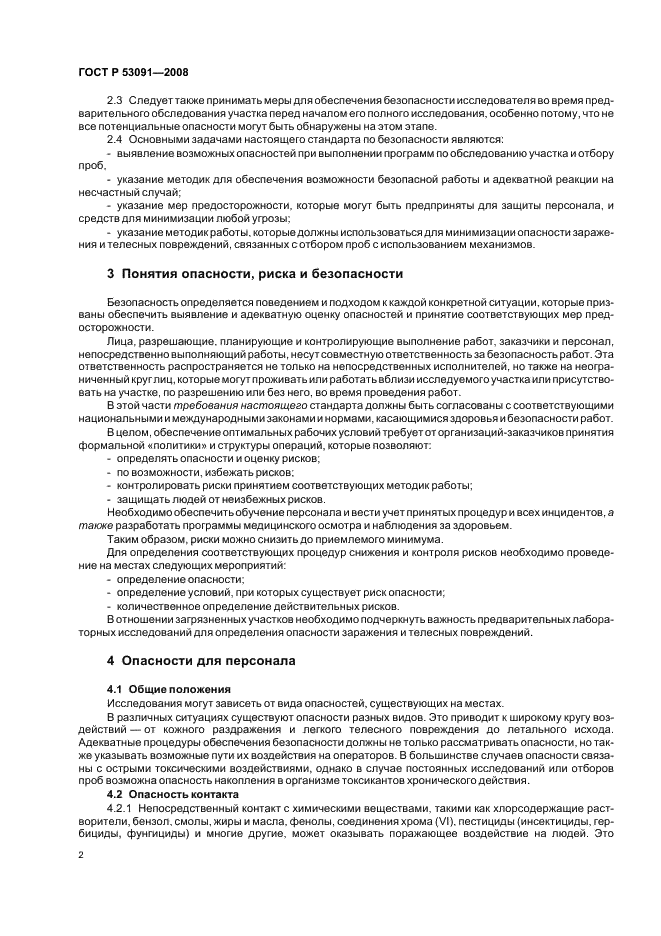 ГОСТ Р 53091—2008
2.3 Следует также принимать меры для обеспечения безопасности исследователя во время пред-
варительного обследования участка перед началом его полного исследования, особенно потому, что не
все потенциальные опасности могут быть обнаружены на этом этапе.
2.4 Основными задачами настоящего стандарта по безопасности являются:
- выявление возможных опасностей при выполнении программ по обследованию участка и отбору
проб,
- указание методик для обеспечения возможности безопасной работы и адекватной реакции на
несчастный случай;
- указание мер предосторожности, которые могут быть предприняты для защиты персонала, и
средств для минимизации любой угрозы;
- указание методик работы, которые должны использоваться для минимизации опасности зараже-
ния и телесных повреждений, связанных с отбором проб с использованием механизмов.
3 Понятия опасности, риска и безопасности
Безопасность определяется поведением и подходом к каждой конкретной ситуации, которые приз-
ваны обеспечить выявление и адекватную оценку опасностей и принятие соответствующих мер пред-
осторожности.
Лица, разрешающие, планирующие и контролирующие выполнение работ, заказчики и персонал,
непосредственно выполняющий работы, несут совместную ответственность за безопасность работ. Эта
ответственность распространяется не только на непосредственных исполнителей, но также на неогра-
ниченный круг лиц, которые могут проживать или работать вблизи исследуемого участка или присутство-
вать на участке, по разрешению или без него, во время проведения работ.
В этой части требования настоящего стандарта должны быть согласованы с соответствующими
национальными и международными законами и нормами, касающимися здоровья и безопасности работ.
В целом, обеспечение оптимальных рабочих условий требует от организаций-заказчиков принятия
формальной «политики» и структуры операций, которые позволяют:
- определять опасности и оценку рисков;
- по возможности, избежать рисков;
- контролировать риски принятием соответствующих методик работы;
- защищать людей от неизбежных рисков.
Необходимо обеспечить обучение персонала и вести учет принятых процедур и всех инцидентов, а
также разработать программы медицинского осмотра и наблюдения за здоровьем.
Таким образом, риски можно снизить до приемлемого минимума.
Для определения соответствующих процедур снижения и контроля рисков необходимо проведе-
ние на местах следующих мероприятий:
- определение опасности;
- определение условий, при которых существует риск опасности;
- количественное определение действительных рисков.
В отношении загрязненных участков необходимо подчеркнуть важность предварительных лабора-
торных исследований для определения опасности заражения и телесных повреждений.
4 Опасности для персонала
4.1 Общие положения
Исследования могут зависеть от вида опасностей, существующих на местах.
В различных ситуациях существуют опасности разных видов. Это приводит к широкому кругу воз-
действий — от кожного раздражения и легкого телесного повреждения до летального исхода.
Адекватные процедуры обеспечения безопасности должны не только рассматривать опасности, но так-
же указывать возможные пути их воздействия на операторов. В большинстве случаев опасности связа-
ны с острыми токсическими воздействиями, однако в случае постоянных исследований или отборов
проб возможна опасность накопления в организме токсикантов хронического действия.
4.2 Опасность контакта
4.2.1 Непосредственный контакт с химическими веществами, такими как хлорсодержащие раст-
ворители, бензол, смолы, жиры и масла, фенолы, соединения хрома (VI), пестициды (инсектициды, гер-
бициды, фунгициды) и многие другие, может оказывать поражающее воздействие на людей. Это
2